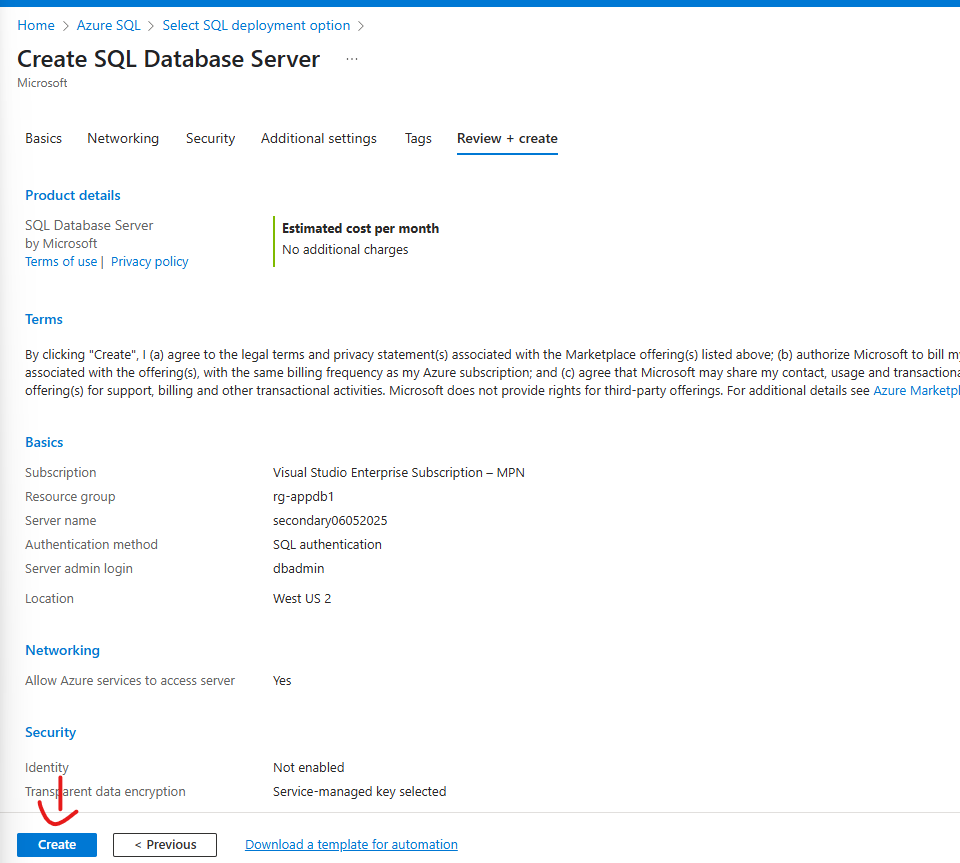 Home > Azure SQL > Select SQL deployment option >
Create SQL Database Server ...
Microsoft
Basics Networking Security Additional settings Tags Review + create
Product details
SQL Database Server
by Microsoft
Terms of use | Privacy policy
Estimated cost per month
No additional charges
Terms
By clicking "Create", I (a) agree to the legal terms and privacy statement(s) associated with the Marketplace offering(s) listed above; (b) authorize Microsoft to bill
associated with the offering(s), with the same billing frequency as my Azure subscription; and (c) agree that Microsoft may share my contact, usage and
offering(s) for support, billing and other transactional activities. Microsoft does not provide rights for third-party offerings. For additional details see Azure
Basics
Subscription Visual Studio Enterprise Subscription – MPN
Resource group rg-appdb1
Server name secondary06052025
Authentication method SQL authentication
Server admin login dbadmin
Location West US 2
Networking
Allow Azure services to access server Yes
Security
Identity Not enabled
Transparent data encryption Service-managed key selected
Create < Previous Download a template for automation